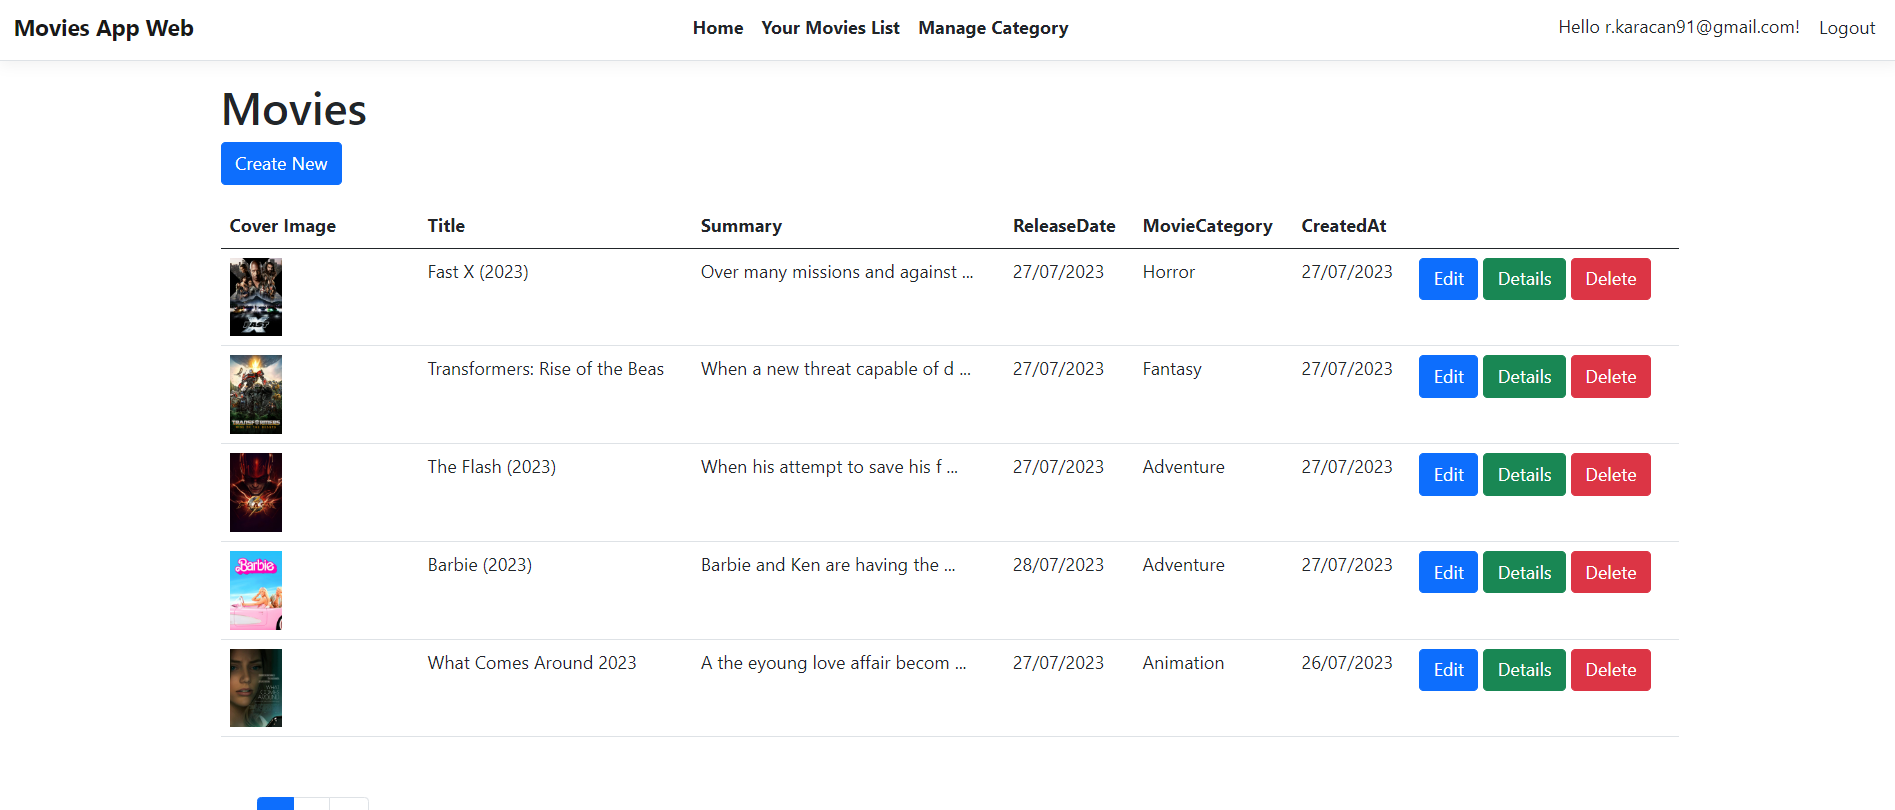 Movies App Web Home Your Movies List Manage Category Hello r.karacan91@gmail.com! Logout
Movies
Create New
Cover Image Title Summary ReleaseDate MovieCategory CreatedAt
Fast X (2023) Over many missions and against ... 27/07/2023 Horror 27/07/2023 Edit Details Delete
Transformers: Rise of the Beas When a new threat capable of d ... 27/07/2023 Fantasy 27/07/2023 Edit Details Delete
TRANSFORMERS
The Flash (2023) When his attempt to save his f ... 27/07/2023 Adventure 27/07/2023 Edit Details Delete
Barbie (2023) Barbie and Ken are having the ... 28/07/2023 Adventure 27/07/2023 Edit Details Delete
Barbie
What Comes Around 2023 A the eyoung love affair becom ... 27/07/2023 Animation 26/07/2023 Edit Details Delete